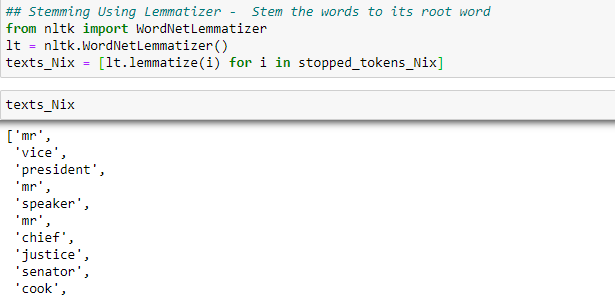 ## Stemming Using Lemmatizer -  Stem the words to its root word
from nltk import WordNetLemmatizer
lt = nltk.WordNetLemmatizer()
texts_Nix = [lt.lemmatize(i) for i in stopped_tokens_Nix]
texts_Nix
['mr',
 'vice',
 'president',
 'mr',
 'speaker',
 'mr',
 'chief',
 'justice',
 'senator',
 'cook',